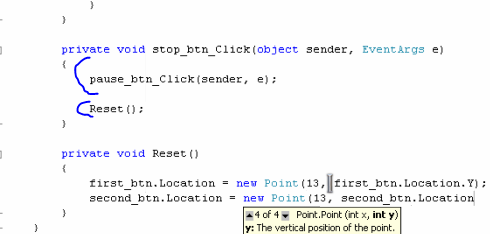 }
}
private void stop_btn_Click(object sender, EventArgs e)
{
pause_btn_Click(sender, e);
Reset();
}
private void Reset()
{
first_btn.Location = new Point(13, first_btn.Location.Y);
second_btn.Location = new Point(13, second_btn.Location
}
4 of 4 Point.Point (int x, int y)
y: The vertical position of the point.
}